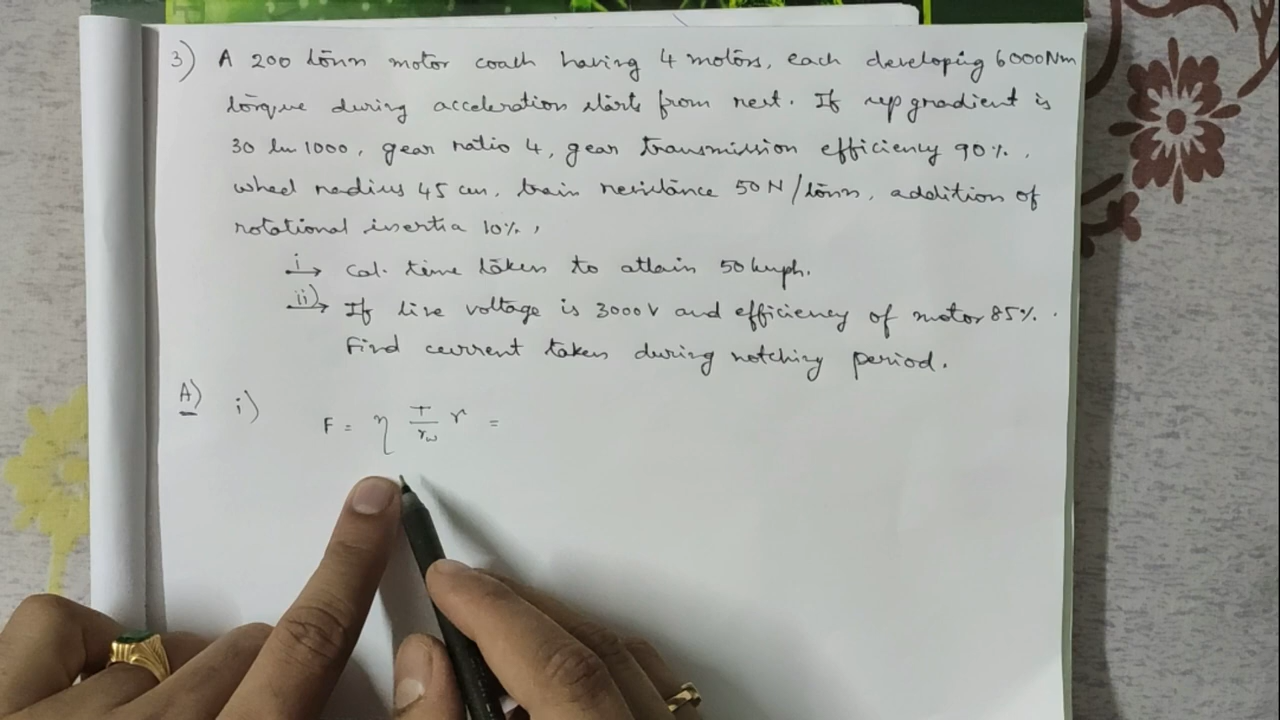 3) A 200 tonn motor coach having 4 motors, each developing 6000Nm
torque during acceleration starts from rest. If up gradient is
30 in 1000, gear ratio 4, gear transmission efficiency 90%,
wheel radius 45 cm, train resistance 50 N/tonn, addition of
rotational inertia 10%,
i → Cal. time taken to attain 50 kmph.
ii) → If line voltage is 3000V and efficiency of motor 85%.
Find current taken during notching period.
A) i) F = η T/r_w r =